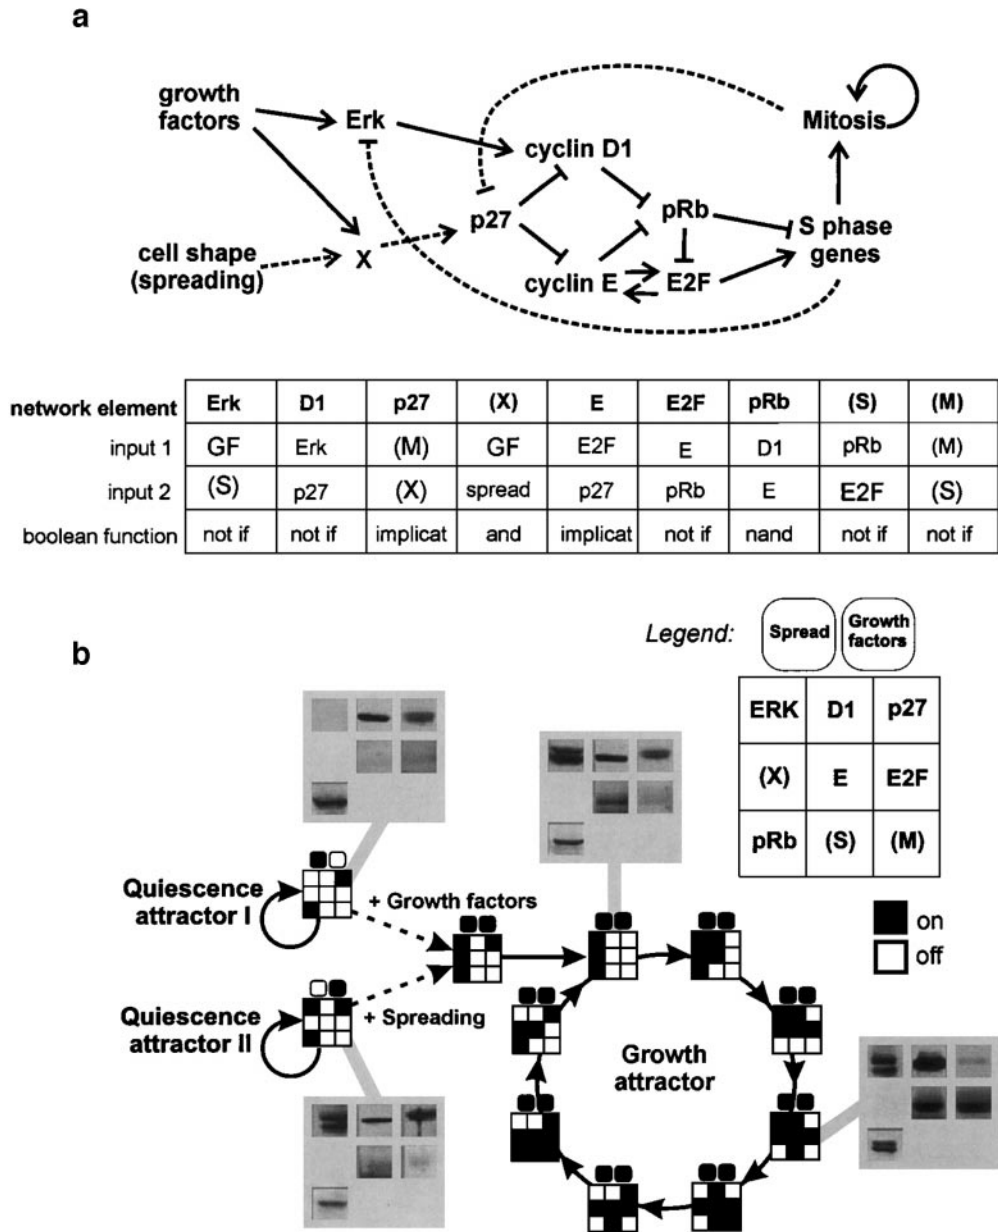 a
growth
factors
Erk
Mitosis
cyclin D1
p27
pRb
S phase
genes
cell shape
(spreading)
X
cyclin E
E2F
network element Erk D1 p27 (X) E E2F pRb (S) (M)
input 1 GF Erk (M) GF E2F E D1 pRb (M)
input 2 (S) p27 (X) spread p27 pRb E E2F (S)
boolean function not if not if implicat and implicat not if nand not if not if
b
Legend:
Spread
Growth
factors
ERK D1 p27
(X) E E2F
pRb (S) (M)
on
off
Quiescence
attractor I
+ Growth factors
Quiescence
attractor II
+ Spreading
Growth
attractor